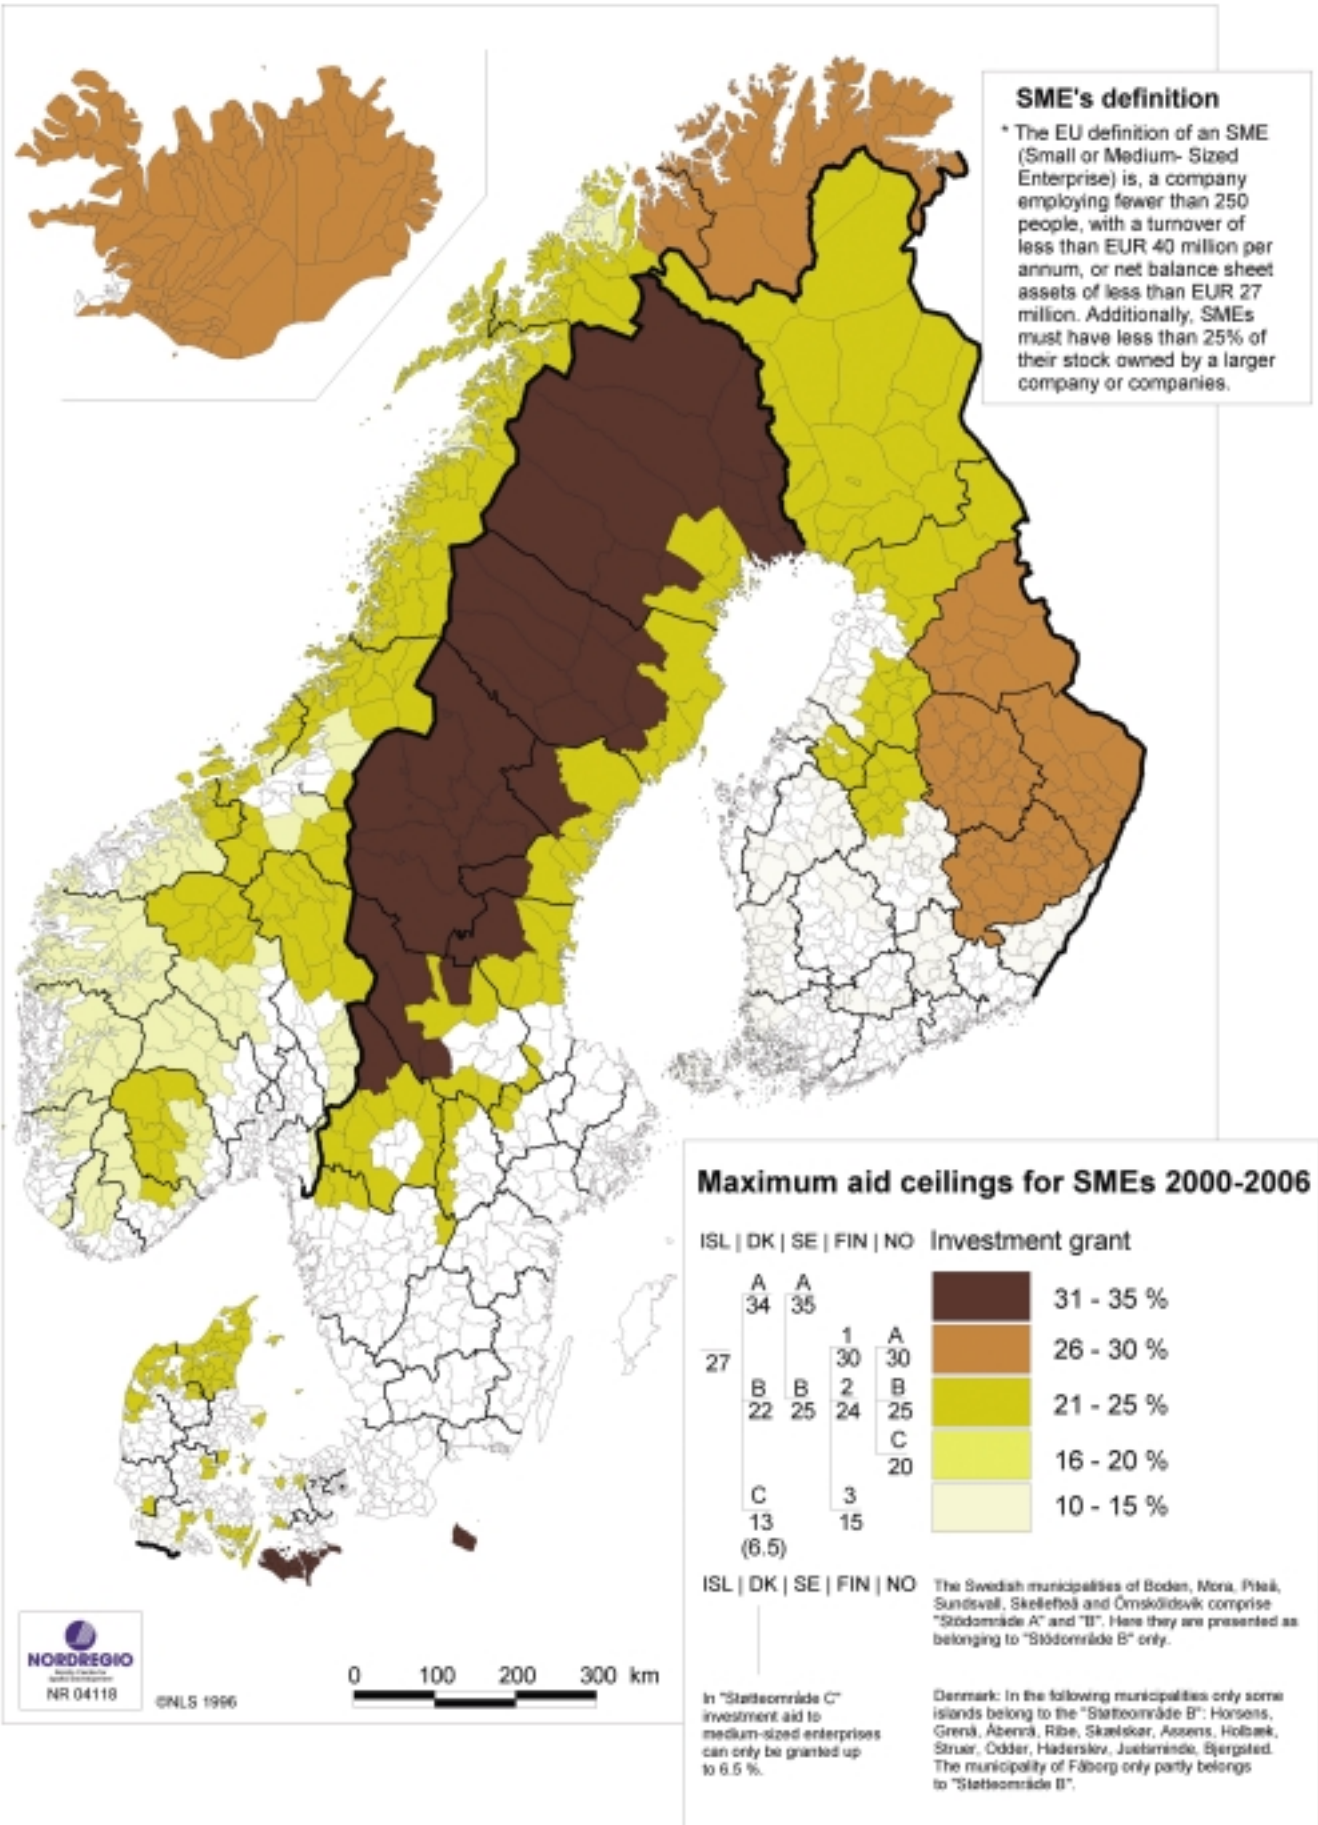 SME's definition
* The EU definition of an SME
(Small or Medium- Sized
Enterprise) is, a company
employing fewer than 250
people, with a turnover of
less than EUR 40 million per
annum, or net balance sheet
assets of less than EUR 27
million. Additionally, SMEs
must have less than 25% of
their stock owned by a larger
company or companies.
Maximum aid ceilings for SMEs 2000-2006
ISL | DK | SE | FIN | NO Investment grant
A A
34 35
31 - 35 %
1 A
27 30 30
26 - 30 %
B B 2 B
22 25 24 25
21 - 25 %
C
20
16 - 20 %
C 3
13 15
10 - 15 %
(6.5)
ISL | DK | SE | FIN | NO
The Swedish municipalities of Boden, Mora, Piteå,
Sundsvall, Skellefteå and Örnsköldsvik comprise
"Stödområde A" and "B". Here they are presented as
belonging to "Stödområde B" only.
In "Støtteområde C"
investment aid to
medium-sized enterprises
can only be granted up
to 6.5 %.
Denmark: In the following municipalities only some
islands belong to the "Støtteområde B": Horsens,
Grenå, Åbenrå, Ribe, Skælskør, Assens, Holbæk,
Struer, Odder, Haderslev, Juelsminde, Bjergsted.
The municipality of Fåborg only partly belongs
to "Støtteområde B".
NORDREGIO
NR 04118
©NLS 1996
0 100 200 300 km